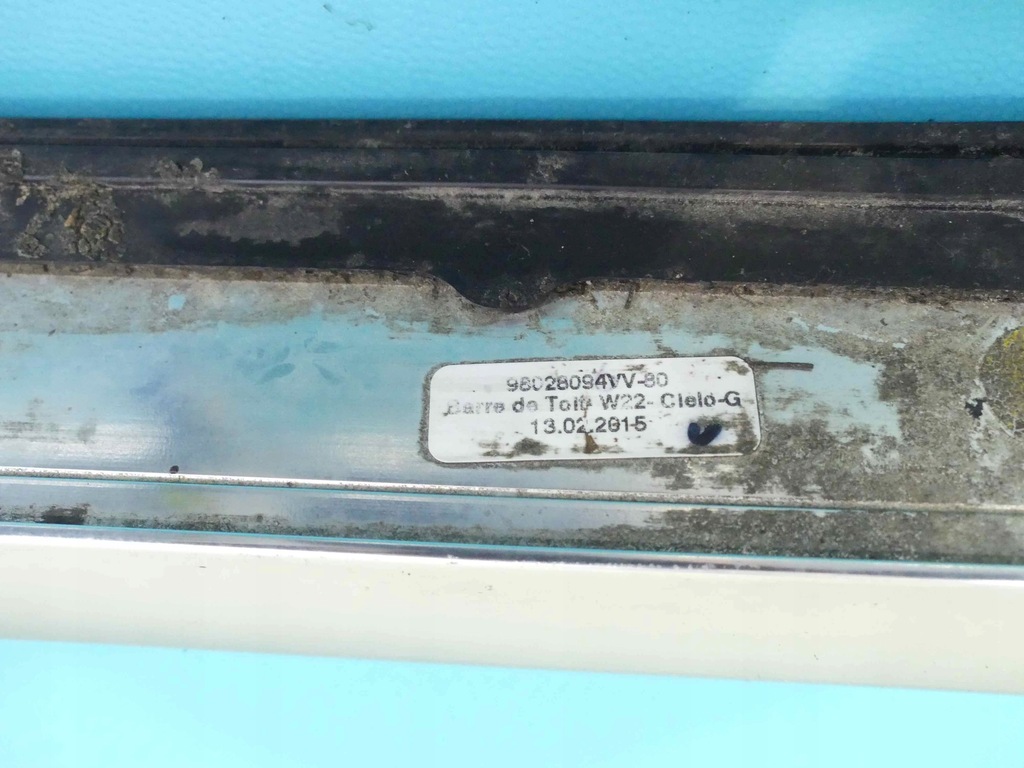 98028094VV-80
Barre de Toit W22- Cielo-G
13.02.2015